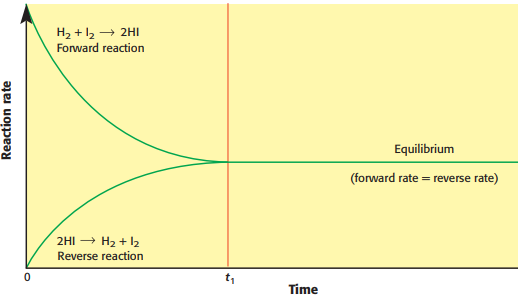 H₂ + I₂ → 2HI
Forward reaction
Reaction rate
Equilibrium
(forward rate = reverse rate)
2HI → H₂ + I₂
Reverse reaction
0
t₁
Time